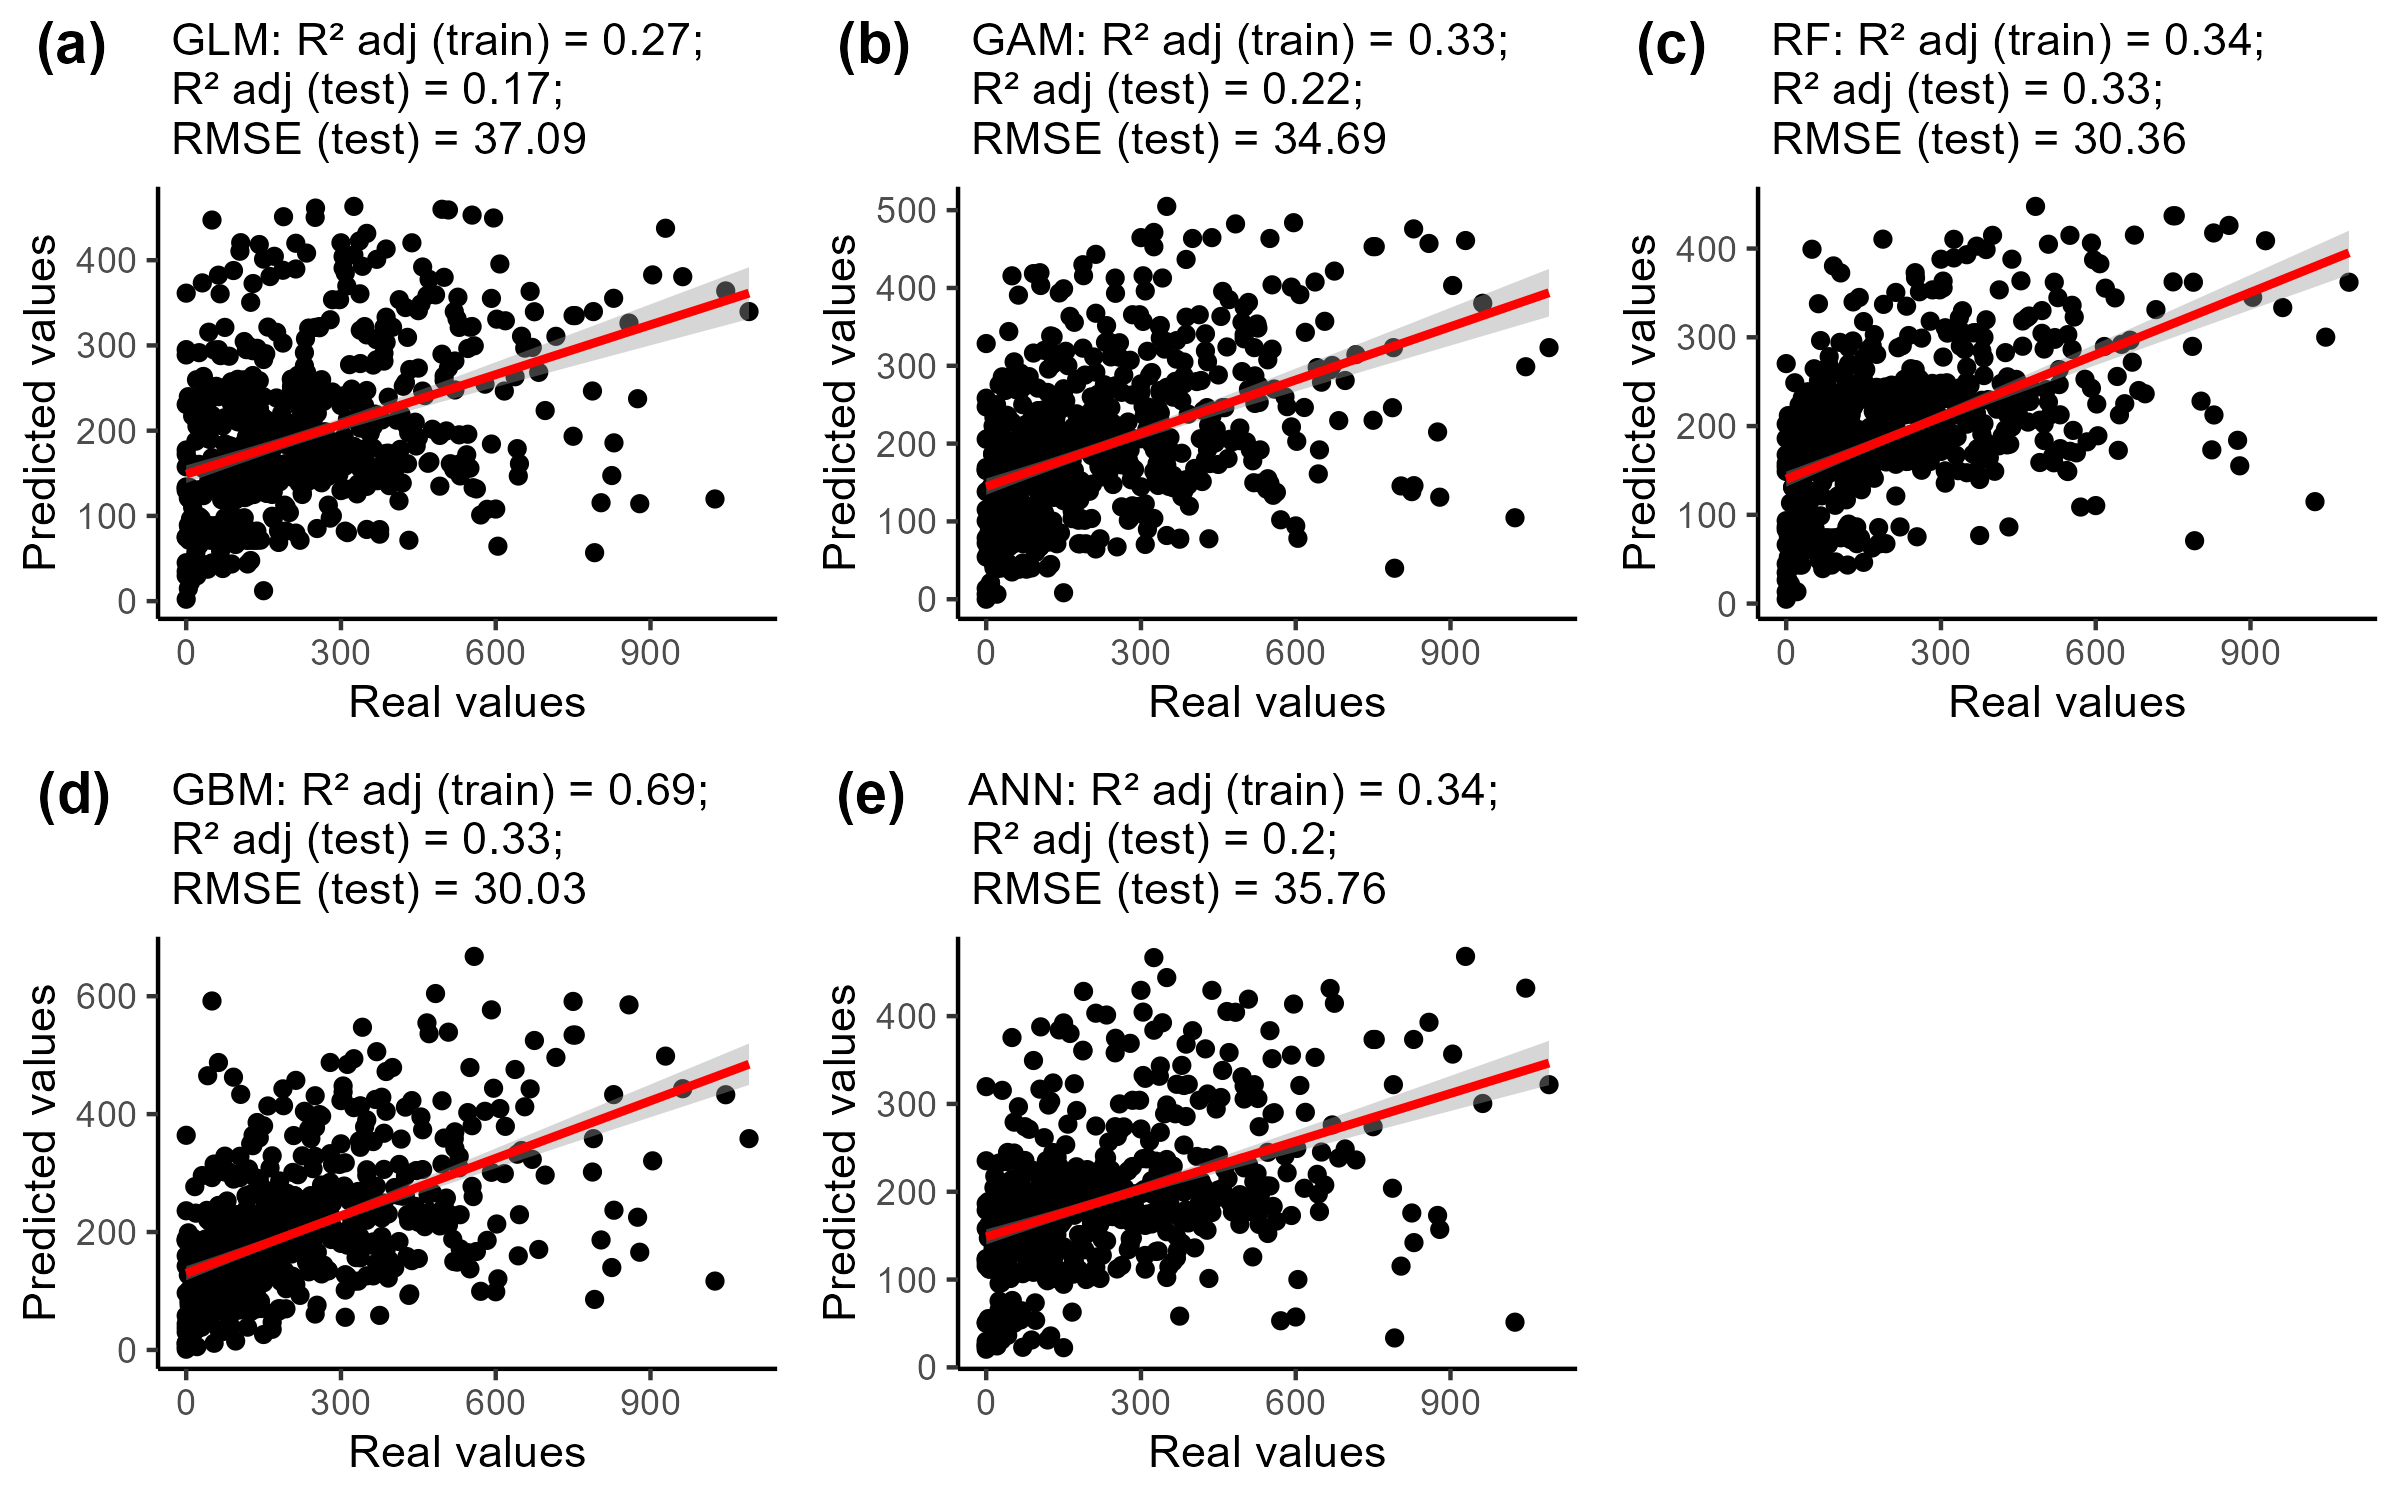 (a) GLM: R² adj (train) = 0.27;
R² adj (test) = 0.17;
RMSE (test) = 37.09
Predicted values
400
300
200
100
0
0 300 600 900
Real values
(b) GAM: R² adj (train) = 0.33;
R² adj (test) = 0.22;
RMSE (test) = 34.69
Predicted values
500
400
300
200
100
0
0 300 600 900
Real values
(c) RF: R² adj (train) = 0.34;
R² adj (test) = 0.33;
RMSE (test) = 30.36
Predicted values
400
300
200
100
0
0 300 600 900
Real values
(d) GBM: R² adj (train) = 0.69;
R² adj (test) = 0.33;
RMSE (test) = 30.03
Predicted values
600
400
200
0
0 300 600 900
Real values
(e) ANN: R² adj (train) = 0.34;
R² adj (test) = 0.2;
RMSE (test) = 35.76
Predicted values
400
300
200
100
0
0 300 600 900
Real values